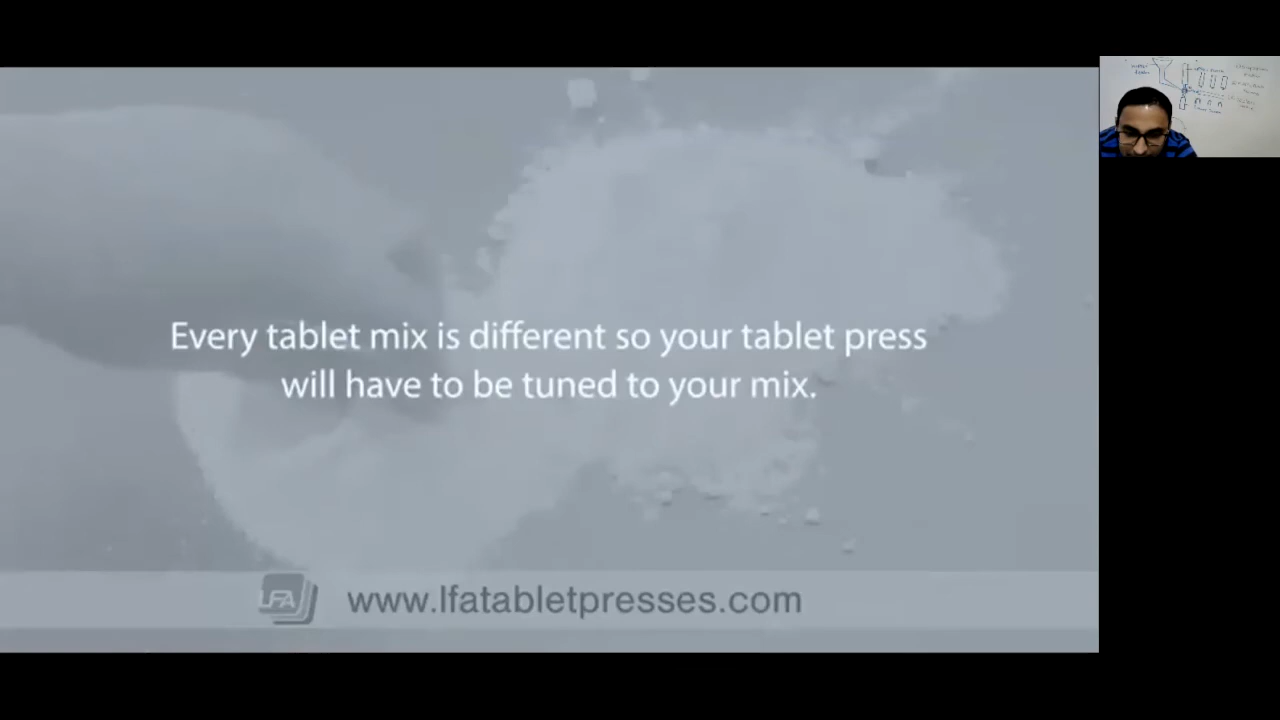 Every tablet mix is different so your tablet press
will have to be tuned to your mix.
LFA
www.lfatabletpresses.com